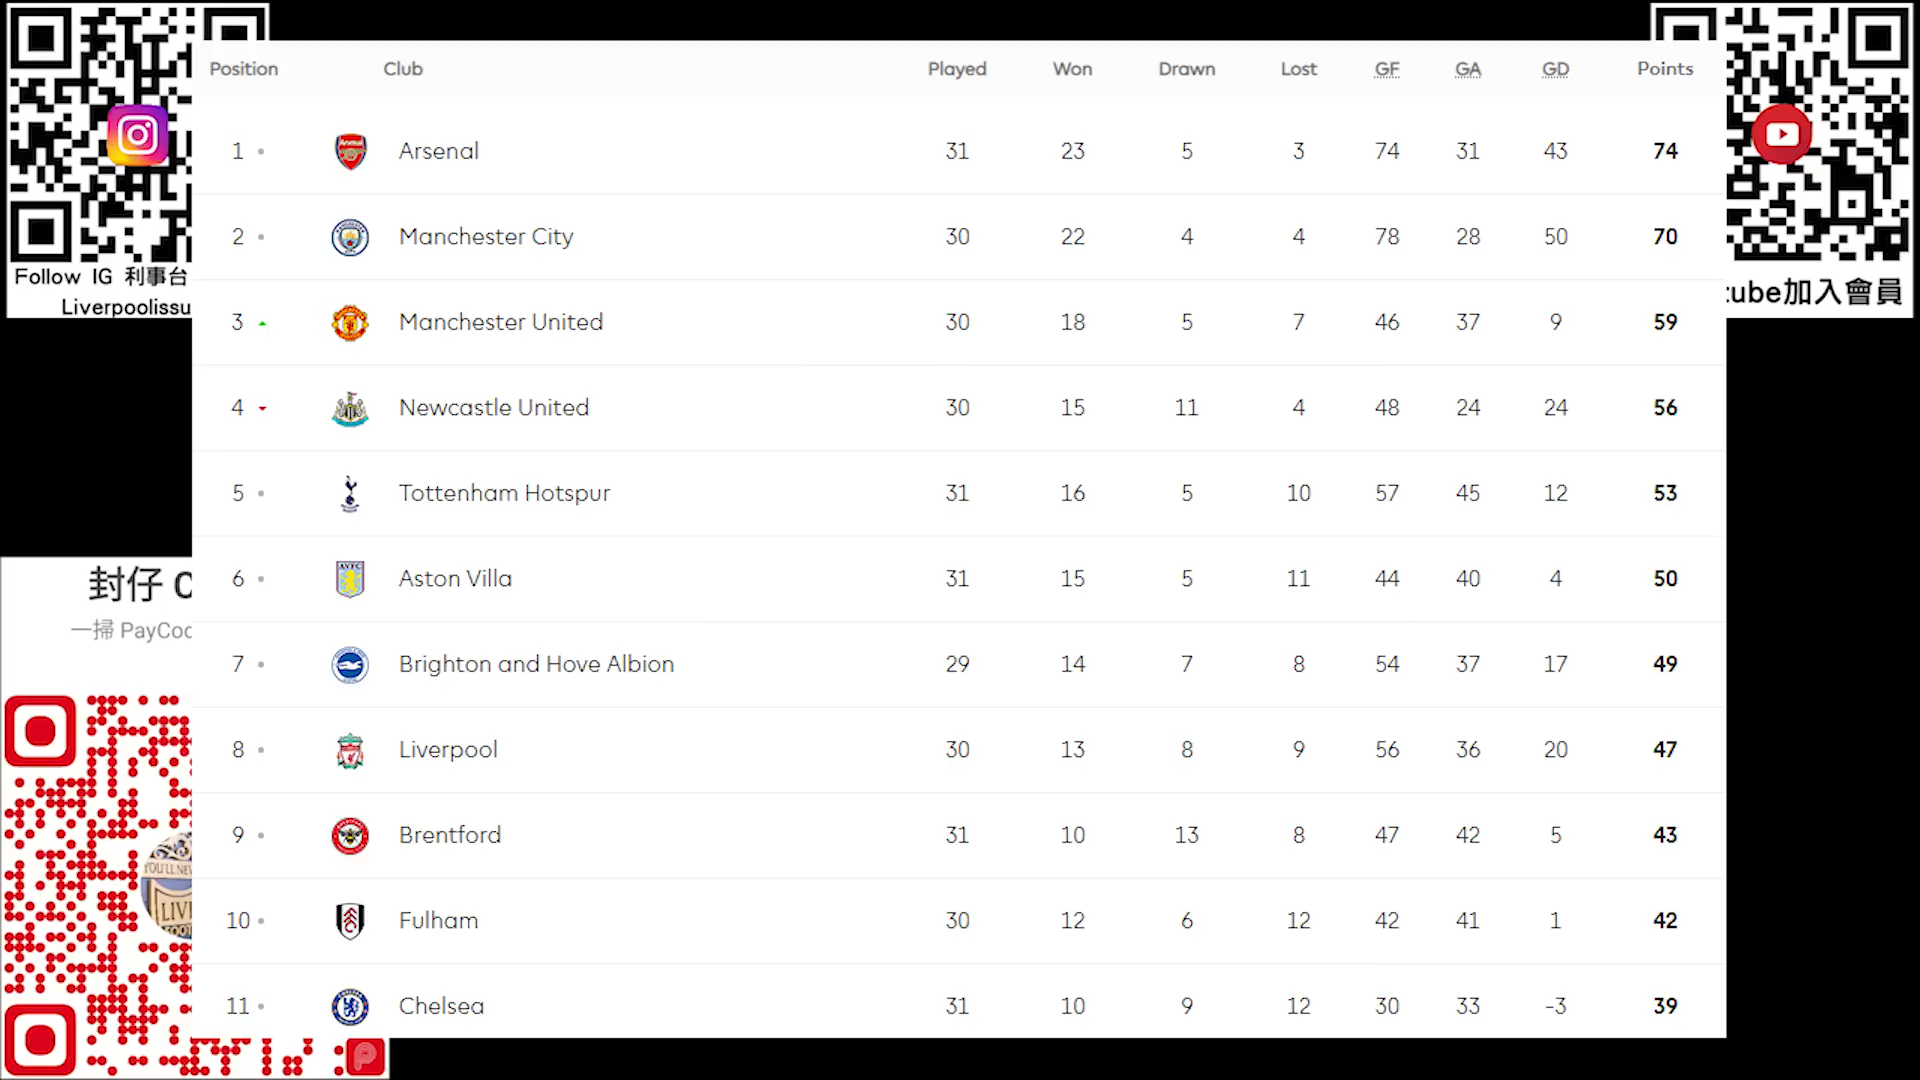 Position Club Played Won Drawn Lost GF GA GD Points
1 Arsenal 31 23 5 3 74 31 43 74
2 Manchester City 30 22 4 4 78 28 50 70
3 Manchester United 30 18 5 7 46 37 9 59
4 Newcastle United 30 15 11 4 48 24 24 56
5 Tottenham Hotspur 31 16 5 10 57 45 12 53
6 Aston Villa 31 15 5 11 44 40 4 50
7 Brighton and Hove Albion 29 14 7 8 54 37 17 49
8 Liverpool 30 13 8 9 56 36 20 47
9 Brentford 31 10 13 8 47 42 5 43
10 Fulham 30 12 6 12 42 41 1 42
11 Chelsea 31 10 9 12 30 33 -3 39
Follow IG 利事台
Liverpoolissu
tube加入會員
封仔 C
一掃 PayCoc
YOU'LL NEV
LIV
FOOT